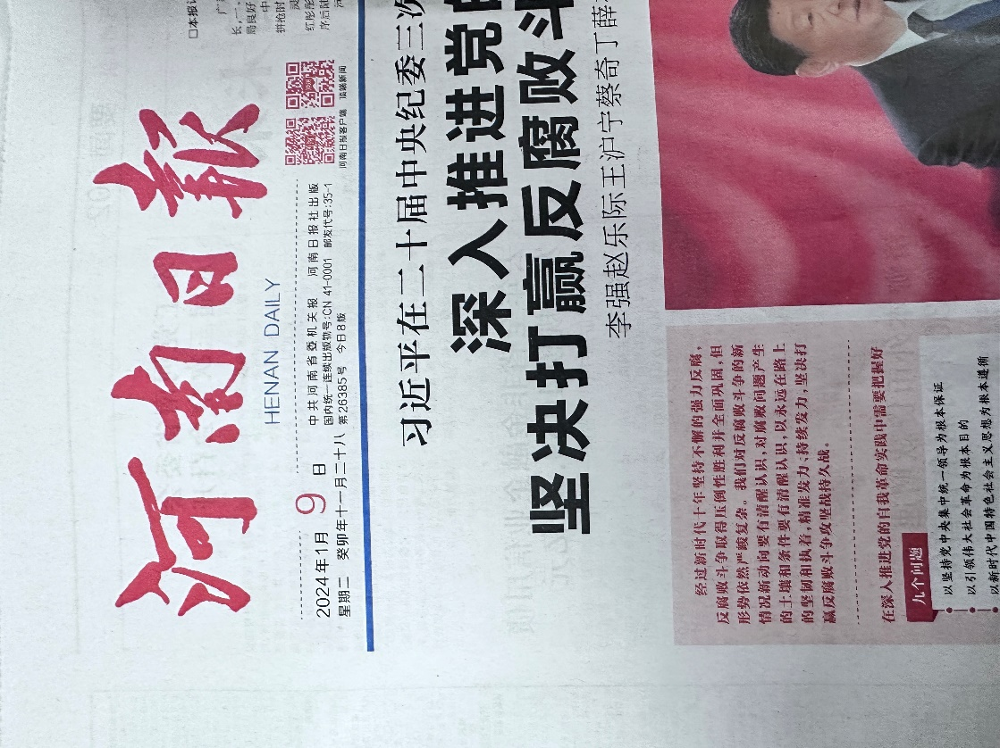 河南日报
HENAN DAILY
2024年1月 9 日
星期二 癸卯年十一月二十八
中共河南省委机关报 河南日报社出版
国内统一连续出版物号:CN 41-0001 邮发代号:35-1
第26385号 今日8版
河南日报客户端 顶端新闻
□本报记
习近平在二十届中央纪委三次
深入推进党的
坚决打赢反腐败斗
李强赵乐际王沪宁蔡奇丁薛
经过新时代十年坚持不懈的强力反腐,
反腐败斗争取得压倒性胜利并全面巩固,但
形势依然严峻复杂。我们对反腐败斗争的新
情况新动向要有清醒认识,对腐败问题产生
的土壤和条件要有清醒认识,以永远在路上
的坚韧和执着,精准发力、持续发力,坚决打
赢反腐败斗争攻坚战持久战。
在深入推进党的自我革命实践中需要把握好
九个问题
以坚持党中央集中统一领导为根本保证
以引领伟大社会革命为根本目的
以新时代中国特色社会主义思想为根本遵循